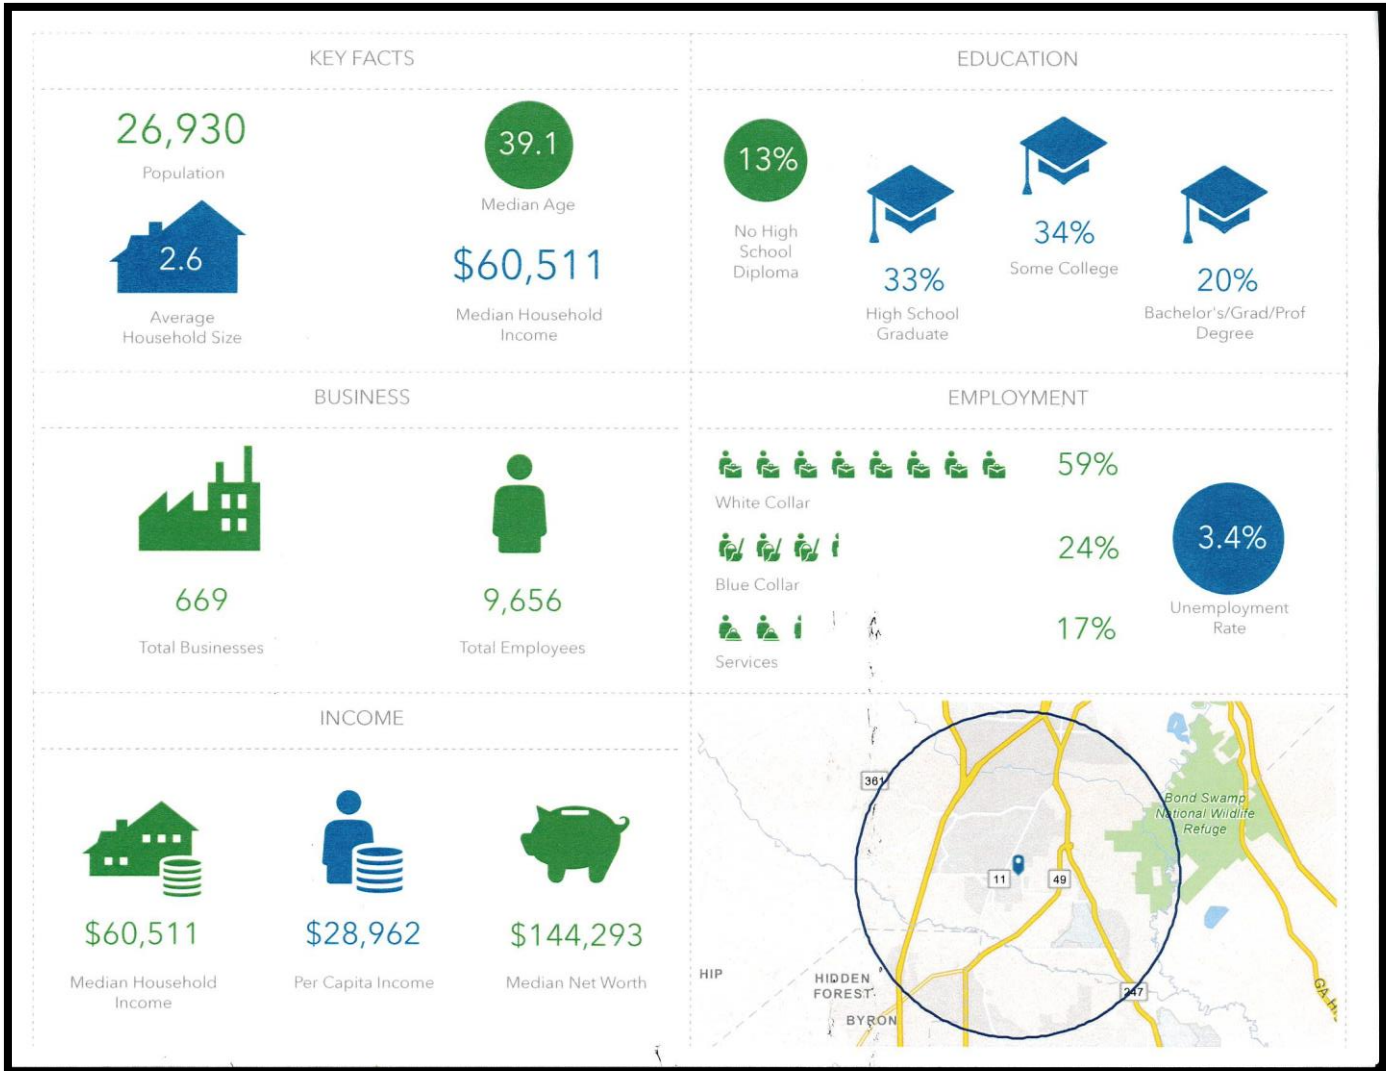 KEY FACTS
26,930
Population
39.1
Median Age
2.6
Average
Household Size
$60,511
Median Household
Income
EDUCATION
13%
No High
School
Diploma
33%
High School
Graduate
34%
Some College
20%
Bachelor's/Grad/Prof
Degree
BUSINESS
669
Total Businesses
9,656
Total Employees
EMPLOYMENT
59%
White Collar
24%
Blue Collar
17%
Services
3.4%
Unemployment
Rate
INCOME
$60,511
Median Household
Income
$28,962
Per Capita Income
$144,293
Median Net Worth
361
Bond Swamp
National Wildlife
Refuge
11
49
HIP
HIDDEN
FOREST
BYRON
247
GA H